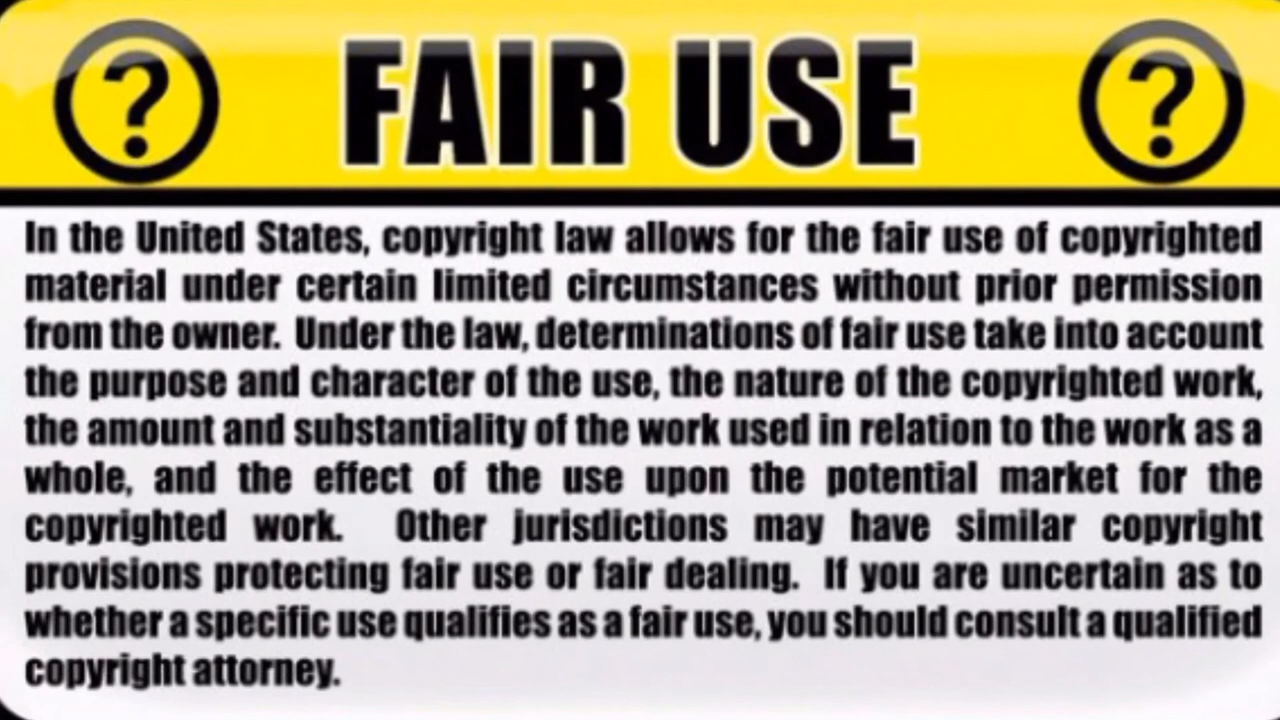 FAIR USE
In the United States, copyright law allows for the fair use of copyrighted
material under certain limited circumstances without prior permission
from the owner. Under the law, determinations of fair use take into account
the purpose and character of the use, the nature of the copyrighted work,
the amount and substantiality of the work used in relation to the work as a
whole, and the effect of the use upon the potential market for the
copyrighted work. Other jurisdictions may have similar copyright
provisions protecting fair use or fair dealing. If you are uncertain as to
whether a specific use qualifies as a fair use, you should consult a qualified
copyright attorney.